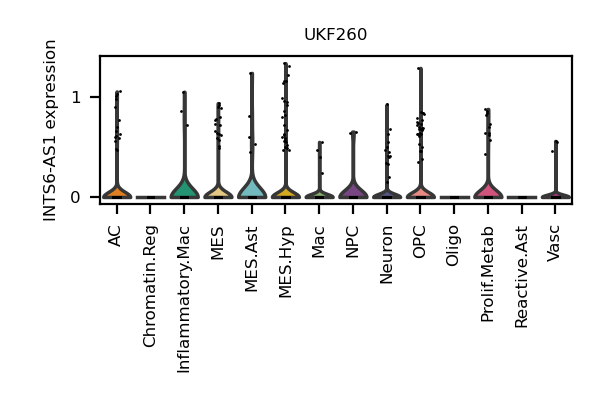 UKF260
INTS6-AS1 expression
1
0
AC
Chromatin.Reg
Inflammatory.Mac
MES
MES.Ast
MES.Hyp
Mac
NPC
Neuron
OPC
Oligo
Prolif.Metab
Reactive.Ast
Vasc